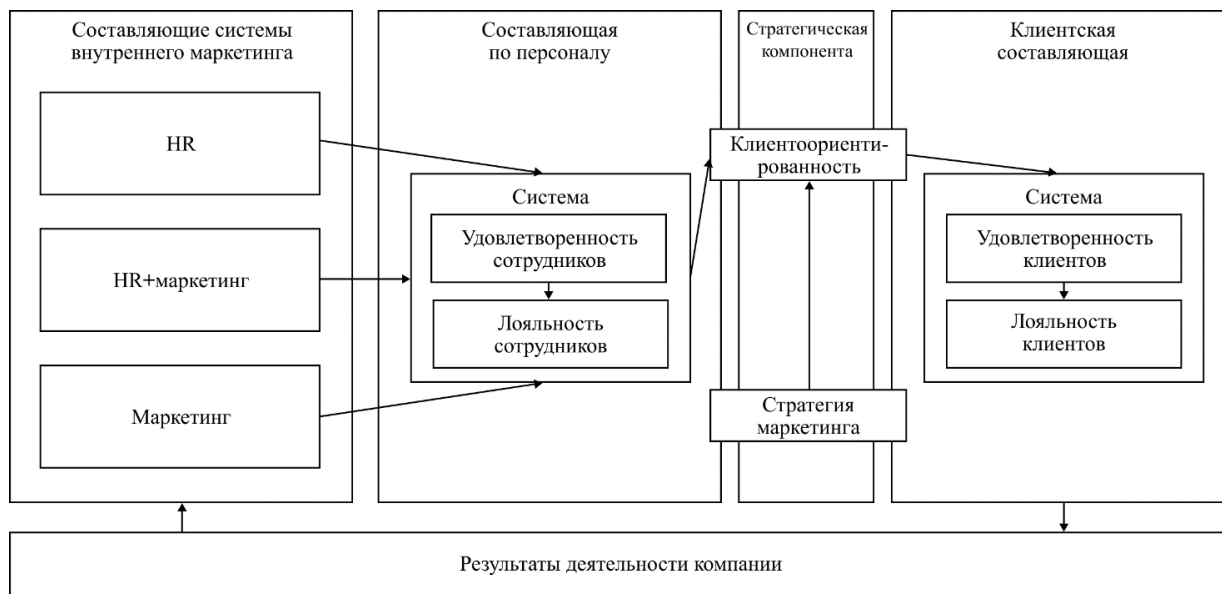 Составляющие системы
внутреннего маркетинга
HR
HR+маркетинг
Маркетинг
Составляющая
по персоналу
Система
Удовлетворенность
сотрудников
Лояльность
сотрудников
Стратегическая
компонента
Клиентоориенти-
рованность
Стратегия
маркетинга
Клиентская
составляющая
Система
Удовлетворенность
клиентов
Лояльность
клиентов
Результаты деятельности компании